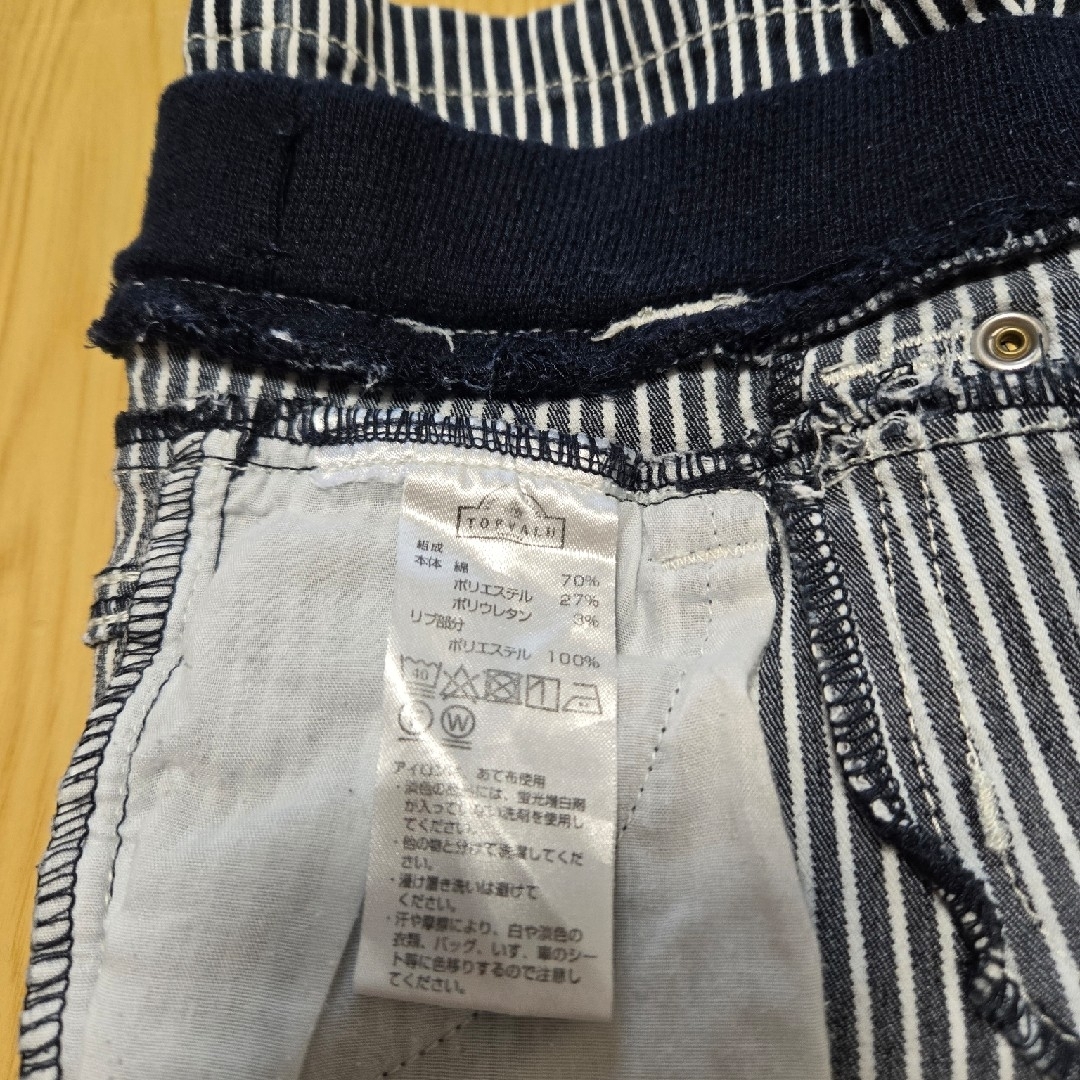 TOPVALU
組成
本体 綿 70%
ポリエステル 27%
ポリウレタン 3%
リブ部分
ポリエステル 100%
40
W
アイロンは、あて布使用
・淡色の場合には、蛍光増白剤
が入っていない洗剤を使用し
てください。
・他の物と分けて洗濯してくだ
さい。
・浸け置き洗いは避けて
ください。
・汗や摩擦により、白や淡色の
衣類、バッグ、いす、車のシー
ト等に色移りするので注意し
てください。